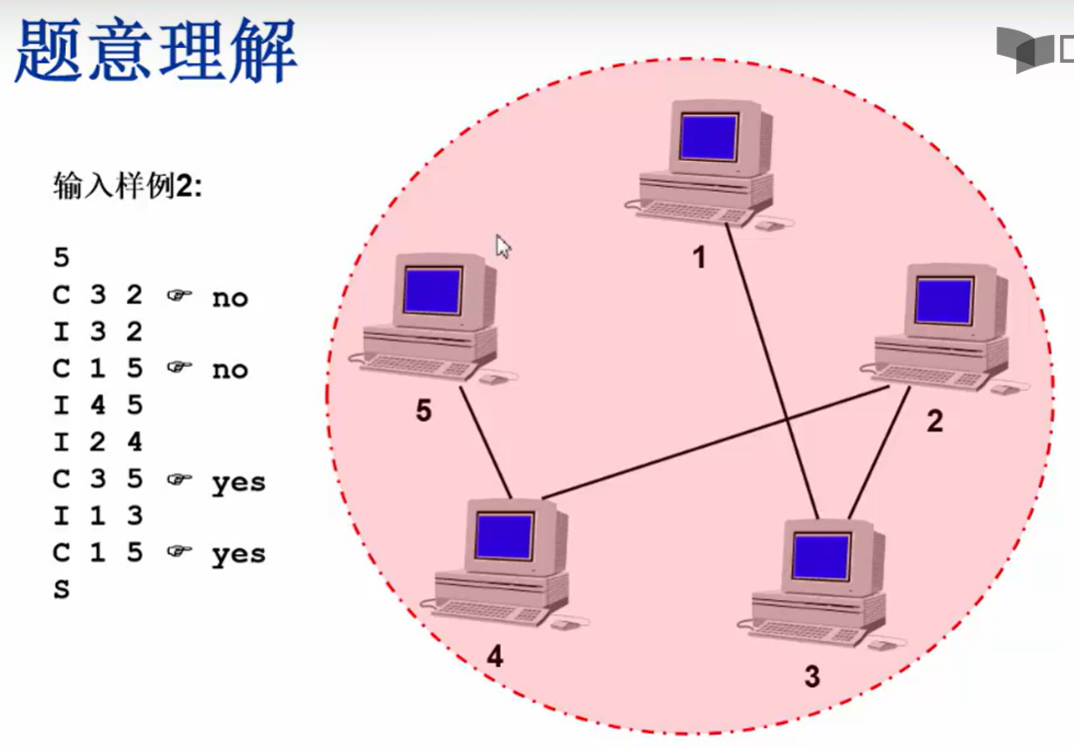 题意理解
输入样例2:
5
C 3 2 ☞ no
I 3 2
C 1 5 ☞ no
I 4 5
I 2 4
C 3 5 ☞ yes
I 1 3
C 1 5 ☞ yes
S
1
2
5
4
3